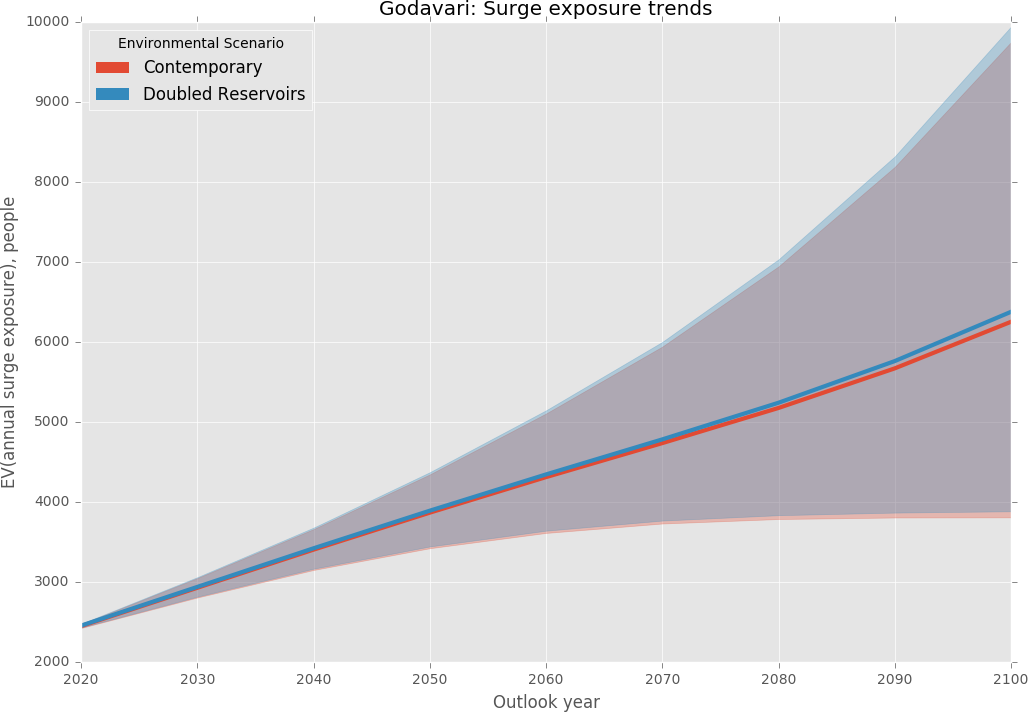 Godavari: Surge exposure trends
10000
9000
8000
7000
6000
5000
4000
3000
2000
EV(annual surge exposure), people
Environmental Scenario
Contemporary
Doubled Reservoirs
2020 2030 2040 2050 2060 2070 2080 2090 2100
Outlook year